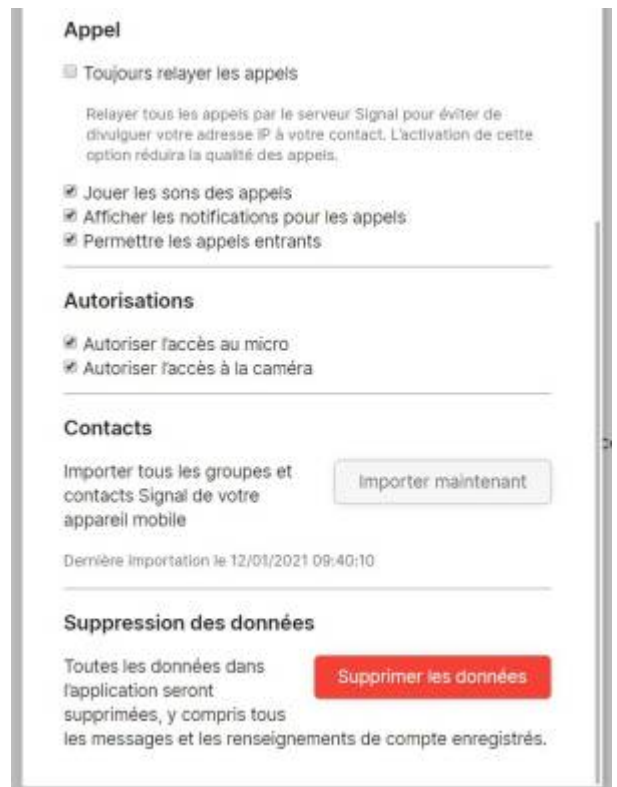 Appel
Toujours relayer les appels
Relayer tous les appels par le serveur Signal pour éviter de
divulguer votre adresse IP à votre contact. L'activation de cette
option réduira la qualité des appels.
Jouer les sons des appels
Afficher les notifications pour les appels
Permettre les appels entrants
Autorisations
Autoriser l'accès au micro
Autoriser l'accès à la caméra
Contacts
Importer tous les groupes et
contacts Signal de votre
appareil mobile
Importer maintenant
Dernière importation le 12/01/2021 09:40:10
Suppression des données
Toutes les données dans
l'application seront
supprimées, y compris tous
les messages et les renseignements de compte enregistrés.
Supprimer les données